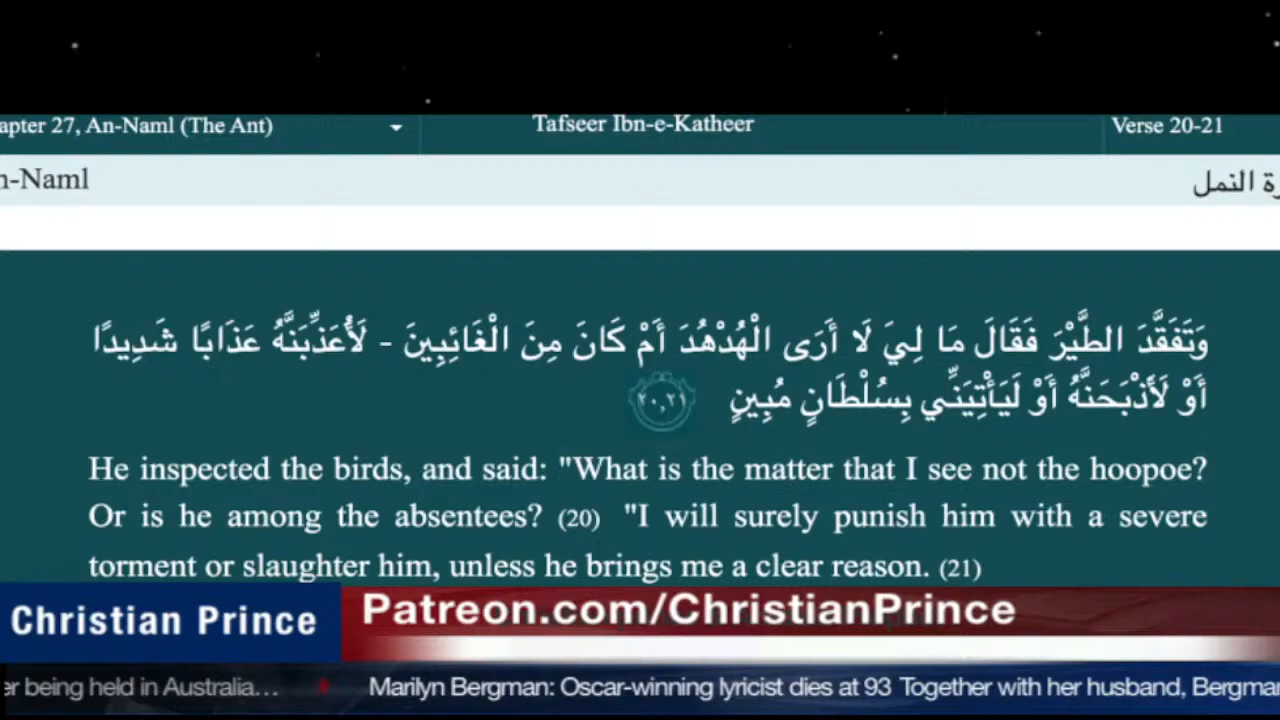 apter 27, An-Naml (The Ant)
Tafseer Ibn-e-Katheer
Verse 20-21
n-Naml
رة النمل
وَتَفَقَّدَ الطَّيْرَ فَقَالَ مَا لِيَ لَا أَرَى الْهُدْهُدَ أَمْ كَانَ مِنَ الْغَائِبِينَ - لَأُعَذِّبَنَّهُ عَذَابًا شَدِيدًا
أَوْ لَأَذْبَحَنَّهُ أَوْ لَيَأْتِيَنِّي بِسُلْطَانٍ مُبِينٍ ٢٠,٢١
He inspected the birds, and said: "What is the matter that I see not the hoopoe?
Or is he among the absentees? (20) "I will surely punish him with a severe
torment or slaughter him, unless he brings me a clear reason. (21)
Christian Prince
Patreon.com/ChristianPrince
er being held in Australia... Marilyn Bergman: Oscar-winning lyricist dies at 93 Together with her husband, Bergma